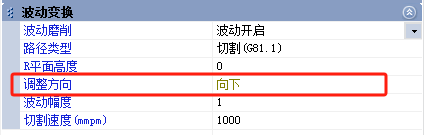 波动变换
波动磨削 波动开启
路径类型 切割(G81.1)
R平面高度 0
调整方向 向下
波动幅度 1
切割速度(mmpm) 1000